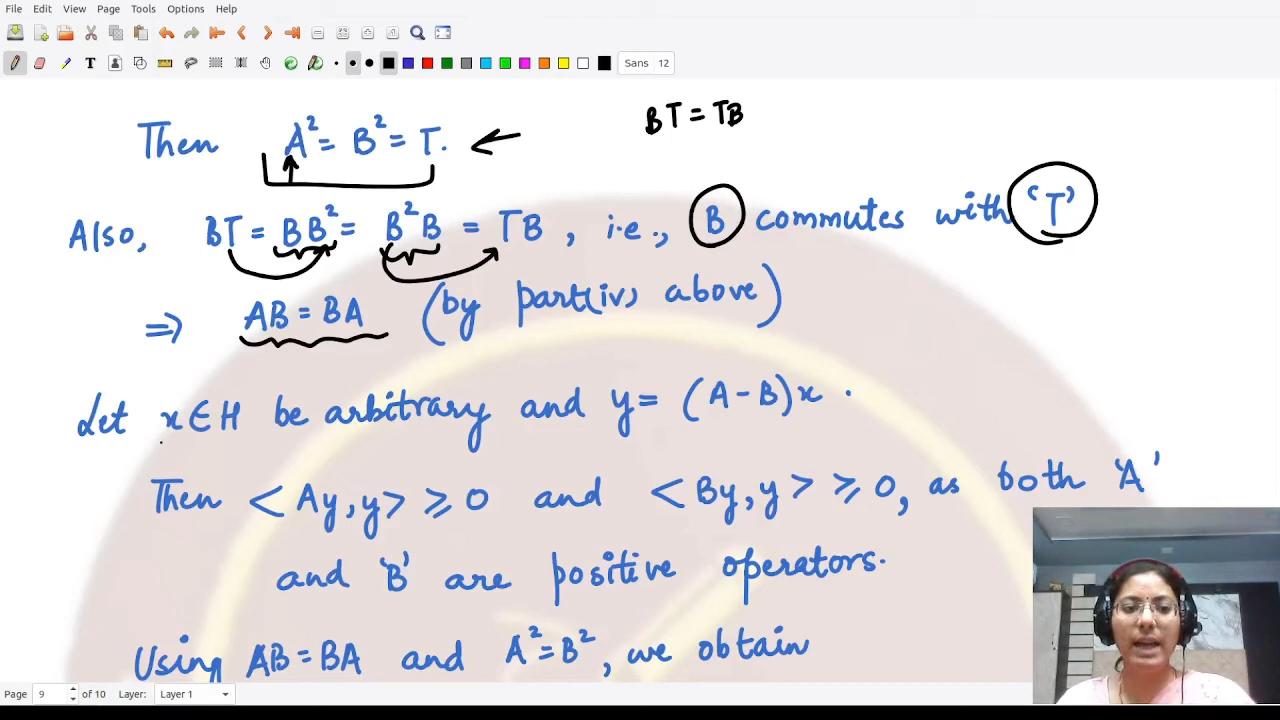 File Edit View Page Tools Options Help
Sans 12
BT = TB
Then A² = B² = T.
Also, BT = BB² = B²B = TB, i.e., B commutes with 'T'
⇒ AB = BA (by part(iv) above)
Let x ∈ H be arbitrary and y = (A - B)x.
Then < Ay, y> ≥ 0 and < By, y > ≥ 0, as both 'A'
and 'B' are positive operators.
Using AB = BA and A² = B², we obtain
Page 9 of 10 Layer: Layer 1